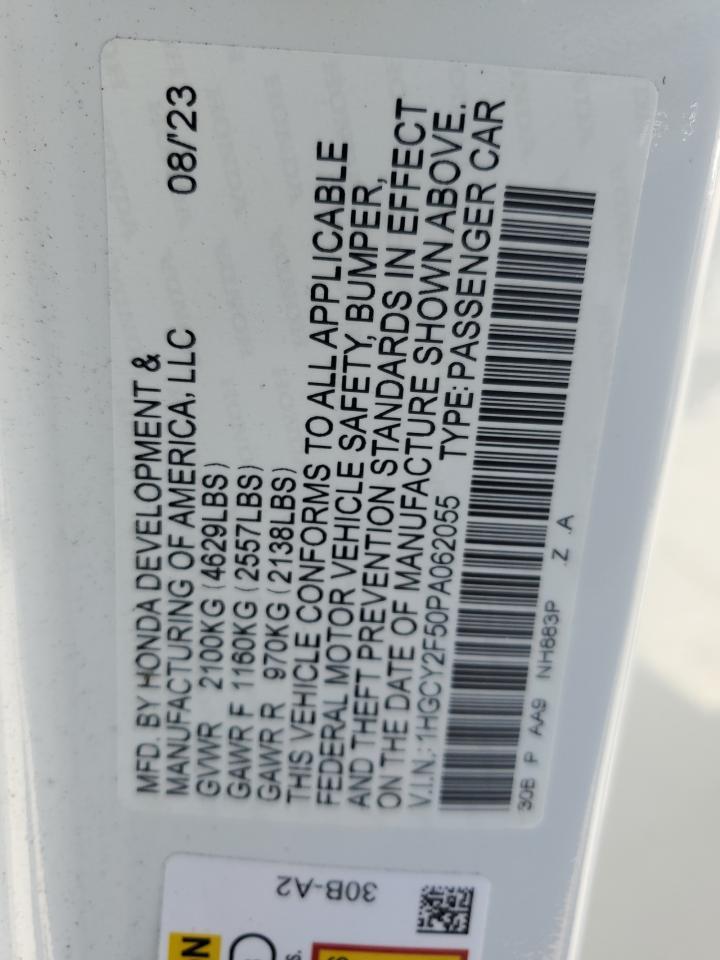 MFD. BY HONDA DEVELOPMENT & 08/'23
MANUFACTURING OF AMERICA, LLC
GVWR 2100KG (4629LBS)
GAWR F 1160KG (2557LBS)
GAWR R 970KG (2138LBS)
THIS VEHICLE CONFORMS TO ALL APPLICABLE
FEDERAL MOTOR VEHICLE SAFETY, BUMPER,
AND THEFT PREVENTION STANDARDS IN EFFECT
ON THE DATE OF MANUFACTURE SHOWN ABOVE.
V.I.N.: 1HGCY2F50PA062055 TYPE: PASSENGER CAR
30B P AA9 NH883P .Z .A
30B-A2